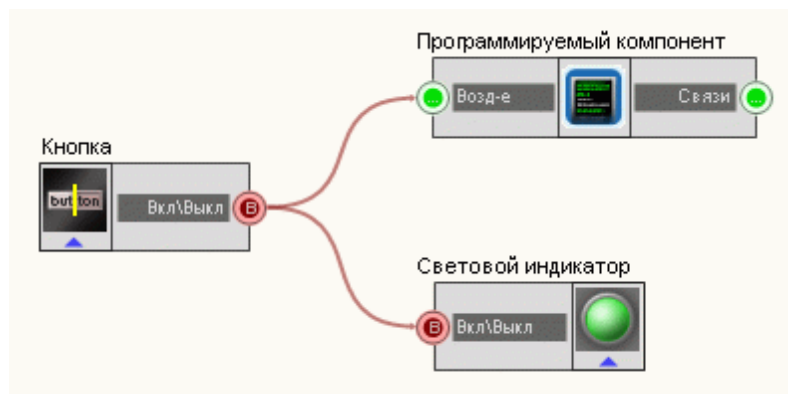 Программируемый компонент
Возд-е
Связи
Кнопка
button
Вкл\Выкл
В
Световой индикатор
В
Вкл\Выкл